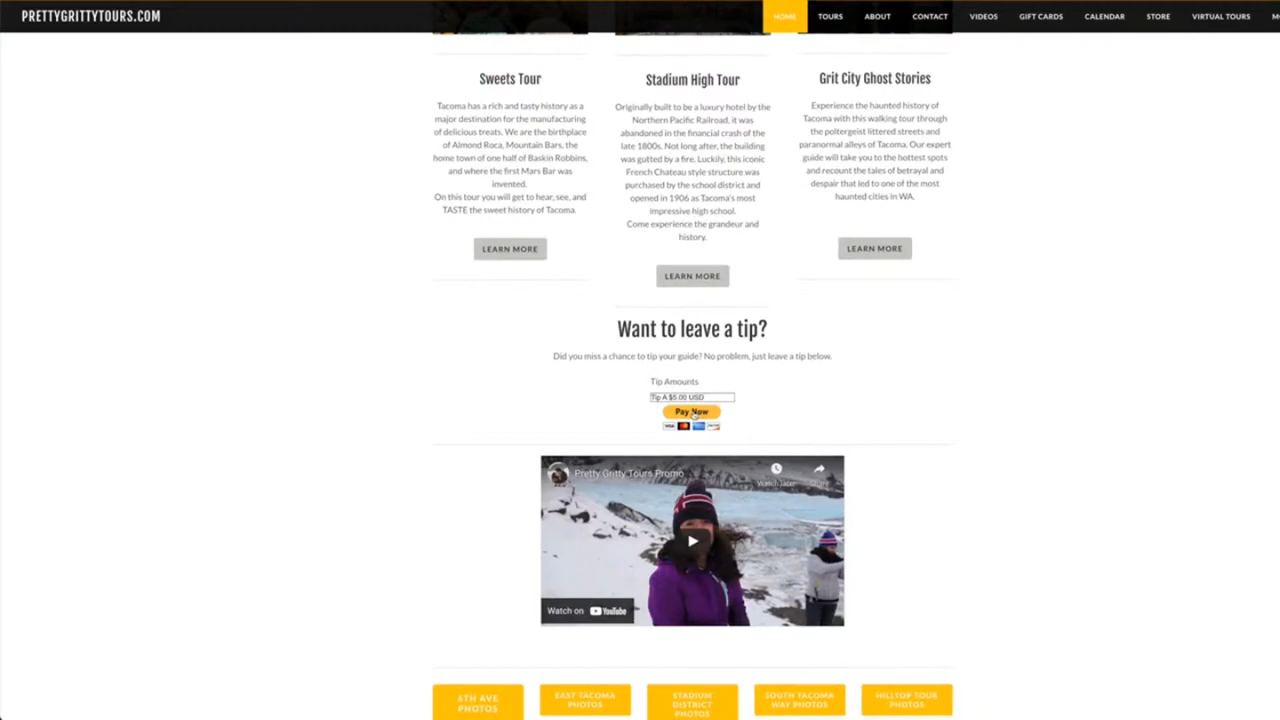 PRETTYGRITTYTOURS.COM
HOME
TOURS
ABOUT
CONTACT
VIDEOS
GIFT CARDS
CALENDAR
STORE
VIRTUAL TOURS
Sweets Tour
Tacoma has a rich and tasty history as a
major destination for the manufacturing
of delicious treats. We are the birthplace
of Almond Roca, Mountain Bars, the
home town of one half of Baskin Robbins,
and where the first Mars Bar was
invented.
On this tour you will get to hear, see, and
TASTE the sweet history of Tacoma.
LEARN MORE
Stadium High Tour
Originally built to be a luxury hotel by the
Northern Pacific Railroad, it was
abandoned in the financial crash of the
late 1800s. Not long after, the building
was gutted by a fire. Luckily, this iconic
French Chateau style structure was
purchased by the school district and
opened in 1906 as Tacoma's most
impressive high school.
Come experience the grandeur and
history.
LEARN MORE
Grit City Ghost Stories
Experience the haunted history of
Tacoma with this walking tour through
the poltergeist littered streets and
paranormal alleys of Tacoma. Our expert
guide will take you to the hottest spots
and recount the tales of betrayal and
despair that led to one of the most
haunted cities in WA.
LEARN MORE
Want to leave a tip?
Did you miss a chance to tip your guide? No problem, just leave a tip below.
Tip Amounts
Tip A $5.00 USD
Pay Now
VISA
Pretty Gritty Tours Promo
Watch later
Share
Watch on YouTube
6TH AVE
PHOTOS
EAST TACOMA
PHOTOS
STADIUM
DISTRICT
PHOTOS
SOUTH TACOMA
WAY PHOTOS
HILLTOP TOUR
PHOTOS